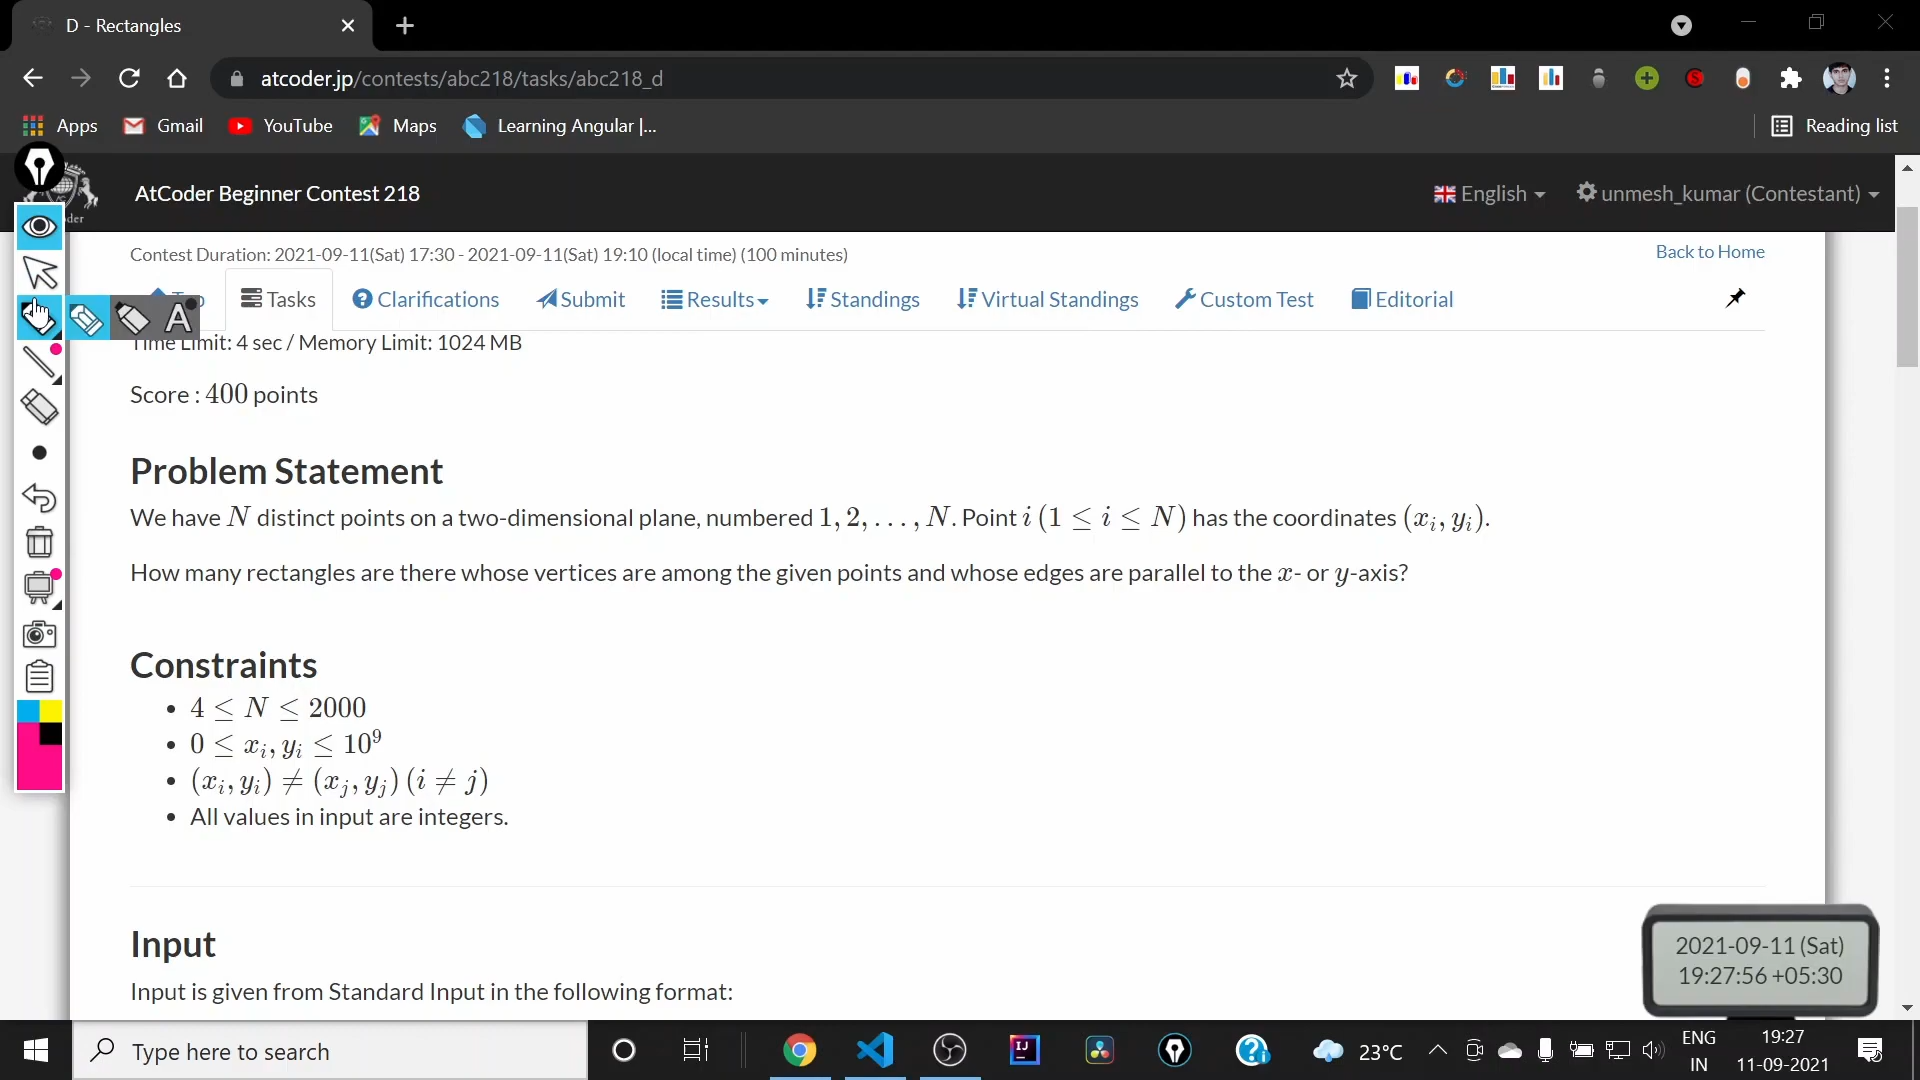 D - Rectangles
atcoder.jp/contests/abc218/tasks/abc218_d
Apps Gmail YouTube Maps Learning Angular |... Reading list
AtCoder Beginner Contest 218 English unmesh_kumar (Contestant)
Contest Duration: 2021-09-11(Sat) 17:30 - 2021-09-11(Sat) 19:10 (local time) (100 minutes) Back to Home
Tasks Clarifications Submit Results Standings Virtual Standings Custom Test Editorial
Time Limit: 4 sec / Memory Limit: 1024 MB
Score : 400 points
Problem Statement
We have N distinct points on a two-dimensional plane, numbered 1, 2, . . . , N. Point i (1 ≤ i ≤ N) has the coordinates (xᵢ, yᵢ).
How many rectangles are there whose vertices are among the given points and whose edges are parallel to the x- or y-axis?
Constraints
• 4 ≤ N ≤ 2000
• 0 ≤ xᵢ, yᵢ ≤ 10⁹
• (xᵢ, yᵢ) ≠ (xⱼ, yⱼ) (i ≠ j)
• All values in input are integers.
Input
Input is given from Standard Input in the following format:
2021-09-11 (Sat)
19:27:56 +05:30
Type here to search
23°C
ENG
IN
19:27
11-09-2021